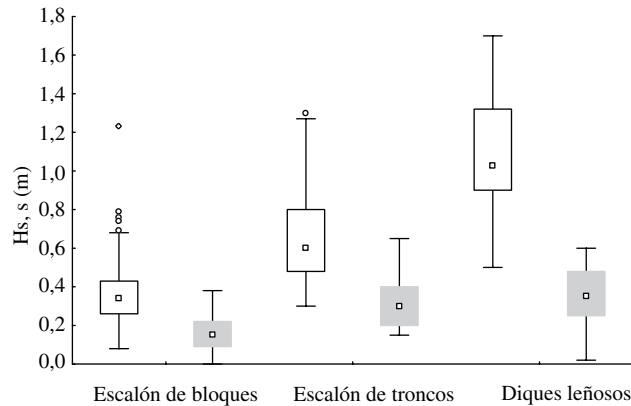 1,8
1,6
1,4
1,2
1,0
0,8
0,6
0,4
0,2
0,0
Hs, s (m)
Escalón de bloques
Escalón de troncos
Diques leñosos